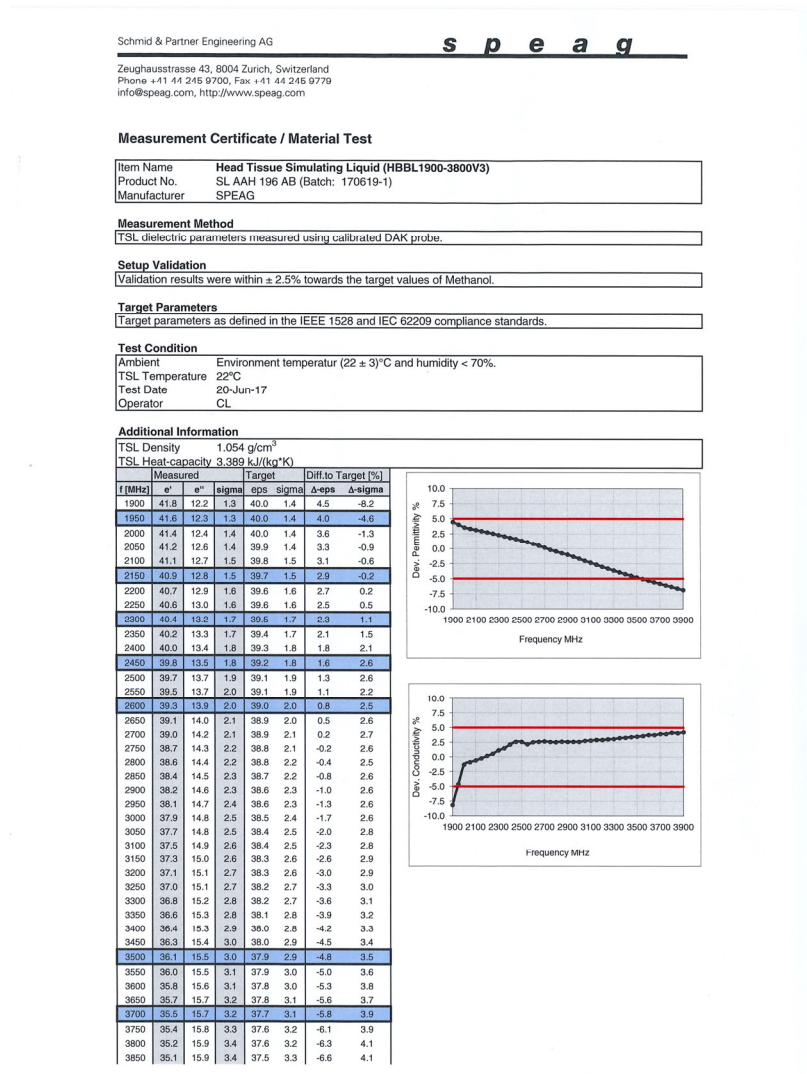 Schmid & Partner Engineering AG
s p e a g
Zeughausstrasse 43, 8004 Zurich, Switzerland
Phone +41 44 245 9700, Fax +41 44 245 9779
info@speag.com, http://www.speag.com
Measurement Certificate / Material Test
Item Name Head Tissue Simulating Liquid (HBBL1900-3800V3)
Product No. SL AAH 196 AB (Batch: 170619-1)
Manufacturer SPEAG
Measurement Method
TSL dielectric parameters measured using calibrated DAK probe.
Setup Validation
Validation results were within ± 2.5% towards the target values of Methanol.
Target Parameters
Target parameters as defined in the IEEE 1528 and IEC 62209 compliance standards.
Test Condition
Ambient Environment temperatur (22 ± 3)°C and humidity < 70%.
TSL Temperature 22°C
Test Date 20-Jun-17
Operator CL
Additional Information
TSL Density 1.054 g/cm3
TSL Heat-capacity 3.389 kJ/(kg*K)
Measured Target Diff.to Target [%]
f [MHz] e' e" sigma eps sigma Δ-eps Δ-sigma
1900 41.8 12.2 1.3 40.0 1.4 4.5 -8.2
1950 41.6 12.3 1.3 40.0 1.4 4.0 -4.6
2000 41.4 12.4 1.4 40.0 1.4 3.6 -1.3
2050 41.2 12.6 1.4 39.9 1.4 3.3 -0.9
2100 41.1 12.7 1.5 39.8 1.5 3.1 -0.6
2150 40.9 12.8 1.5 39.7 1.5 2.9 -0.2
2200 40.7 12.9 1.6 39.6 1.6 2.7 0.2
2250 40.6 13.0 1.6 39.6 1.6 2.5 0.5
2300 40.4 13.2 1.7 39.5 1.7 2.3 1.1
2350 40.2 13.3 1.7 39.4 1.7 2.1 1.5
2400 40.0 13.4 1.8 39.3 1.8 1.8 2.1
2450 39.8 13.5 1.8 39.2 1.8 1.6 2.6
2500 39.7 13.7 1.9 39.1 1.9 1.3 2.6
2550 39.5 13.7 2.0 39.1 1.9 1.1 2.2
2600 39.3 13.9 2.0 39.0 2.0 0.8 2.5
2650 39.1 14.0 2.1 38.9 2.0 0.5 2.6
2700 39.0 14.2 2.1 38.9 2.1 0.2 2.7
2750 38.7 14.3 2.2 38.8 2.1 -0.2 2.6
2800 38.6 14.4 2.2 38.8 2.2 -0.4 2.5
2850 38.4 14.5 2.3 38.7 2.2 -0.8 2.6
2900 38.2 14.6 2.3 38.6 2.3 -1.0 2.6
2950 38.1 14.7 2.4 38.6 2.3 -1.3 2.6
3000 37.9 14.8 2.5 38.5 2.4 -1.7 2.6
3050 37.7 14.8 2.5 38.4 2.5 -2.0 2.8
3100 37.5 14.9 2.6 38.4 2.5 -2.3 2.8
3150 37.3 15.0 2.6 38.3 2.6 -2.6 2.9
3200 37.1 15.1 2.7 38.3 2.6 -3.0 2.9
3250 37.0 15.1 2.7 38.2 2.7 -3.3 3.0
3300 36.8 15.2 2.8 38.2 2.7 -3.6 3.1
3350 36.6 15.3 2.8 38.1 2.8 -3.9 3.2
3400 36.4 15.3 2.9 38.0 2.8 -4.2 3.3
3450 36.3 15.4 3.0 38.0 2.9 -4.5 3.4
3500 36.1 15.5 3.0 37.9 2.9 -4.8 3.5
3550 36.0 15.5 3.1 37.9 3.0 -5.0 3.6
3600 35.8 15.6 3.1 37.8 3.0 -5.3 3.8
3650 35.7 15.7 3.2 37.8 3.1 -5.6 3.7
3700 35.5 15.7 3.2 37.7 3.1 -5.8 3.9
3750 35.4 15.8 3.3 37.6 3.2 -6.1 3.9
3800 35.2 15.9 3.4 37.6 3.2 -6.3 4.1
3850 35.1 15.9 3.4 37.5 3.3 -6.6 4.1
Dev. Permittivity %
10.0
7.5
5.0
2.5
0.0
-2.5
-5.0
-7.5
-10.0
1900 2100 2300 2500 2700 2900 3100 3300 3500 3700 3900
Frequency MHz
Dev. Conductivity %
10.0
7.5
5.0
2.5
0.0
-2.5
-5.0
-7.5
-10.0
1900 2100 2300 2500 2700 2900 3100 3300 3500 3700 3900
Frequency MHz